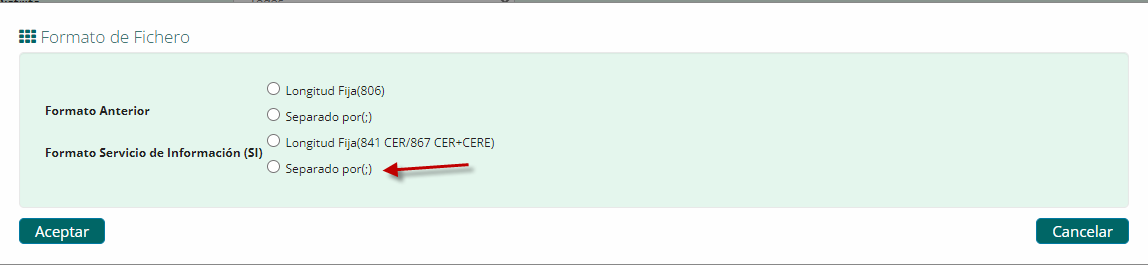 Formato de Fichero
Longitud Fija(806)
Formato Anterior
Separado por(;)
Longitud Fija(841 CER/867 CER+CERE)
Formato Servicio de Información (SI)
Separado por(;)
Aceptar
Cancelar